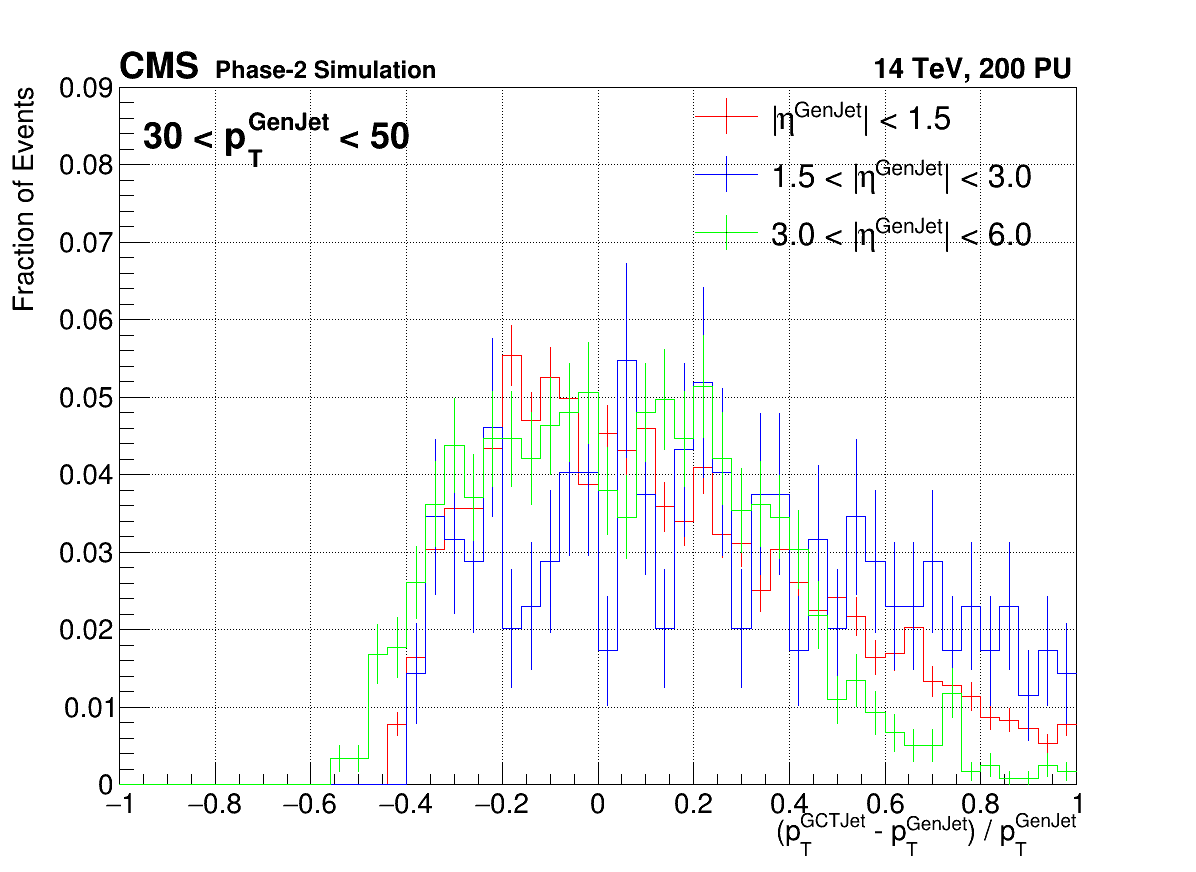 CMS Phase-2 Simulation 14 TeV, 200 PU
Fraction of Events
30 < p_T^GenJet < 50
|η^GenJet| < 1.5
1.5 < |η^GenJet| < 3.0
3.0 < |η^GenJet| < 6.0
0.09
0.08
0.07
0.06
0.05
0.04
0.03
0.02
0.01
0
−1 −0.8 −0.6 −0.4 −0.2 0 0.2 0.4 0.6 0.8 1
(p_T^GCTJet - p_T^GenJet) / p_T^GenJet